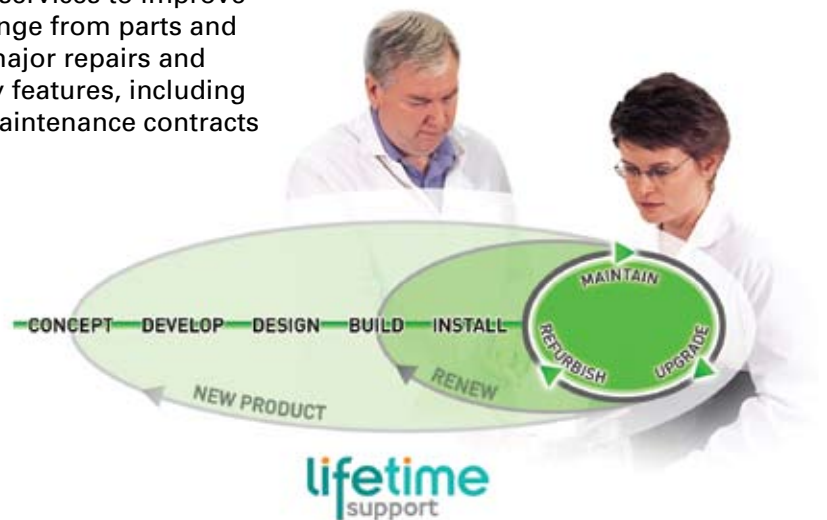 services to improve
nge from parts and
ajor repairs and
features, including
aintenance contracts
CONCEPT DEVELOP DESIGN BUILD INSTALL
MAINTAIN
UPGRADE
REFURBISH
RENEW
NEW PRODUCT
lifetime
support